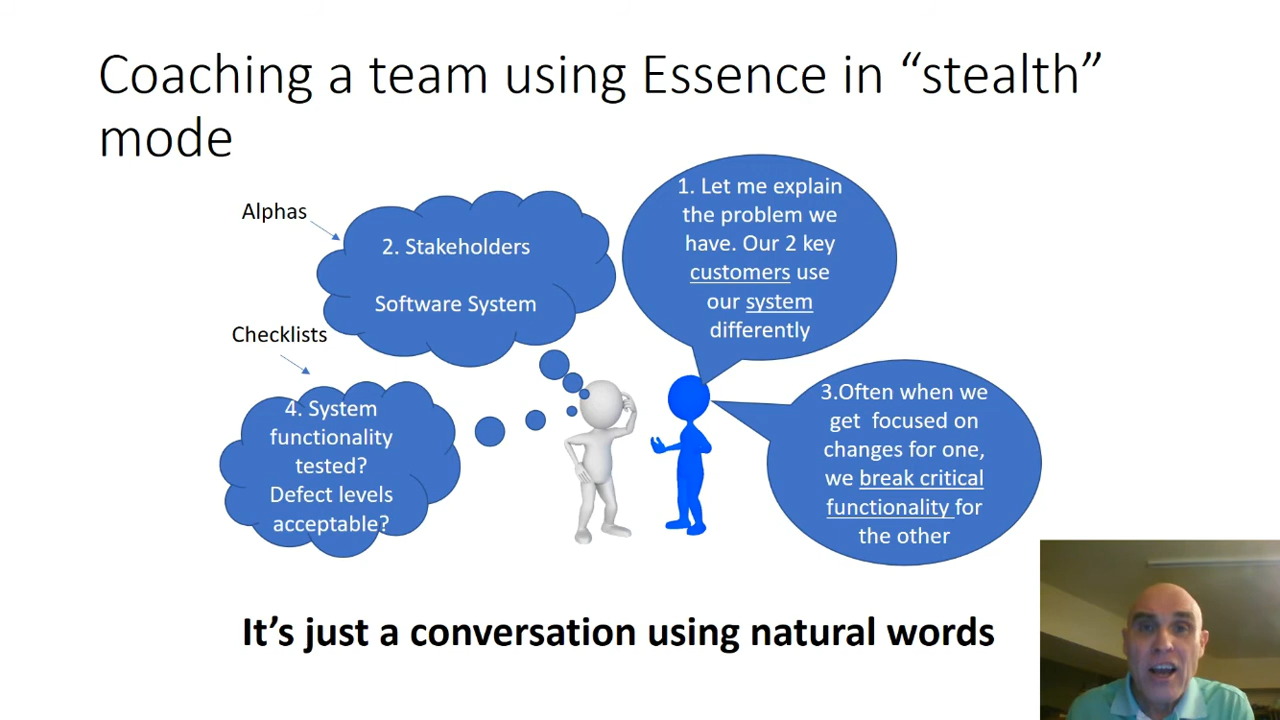 Coaching a team using Essence in “stealth”
mode
Alphas
2. Stakeholders
Software System
1. Let me explain
the problem we
have. Our 2 key
customers use
our system
differently
Checklists
4. System
functionality
tested?
Defect levels
acceptable?
3.Often when we
get focused on
changes for one,
we break critical
functionality for
the other
It’s just a conversation using natural words